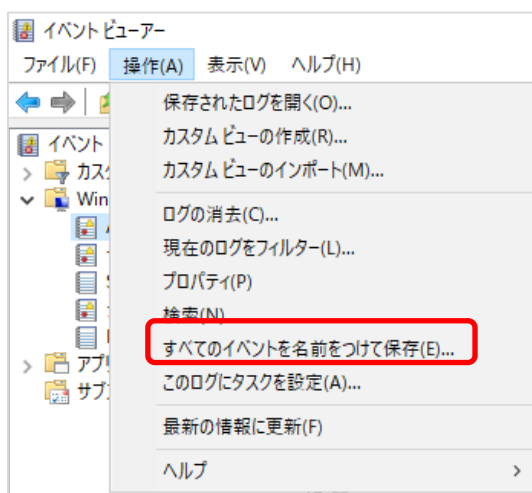 イベント ビューアー
ファイル(F) 操作(A) 表示(V) ヘルプ(H)
保存されたログを開く(O)...
カスタム ビューの作成(R)...
カスタム ビューのインポート(M)...
ログの消去(C)...
現在のログをフィルター(L)...
プロパティ(P)
検索(N)...
すべてのイベントを名前をつけて保存(E)...
このログにタスクを設定(A)...
最新の情報に更新(F)
ヘルプ
イベント
カス
Win
アプ
サブ